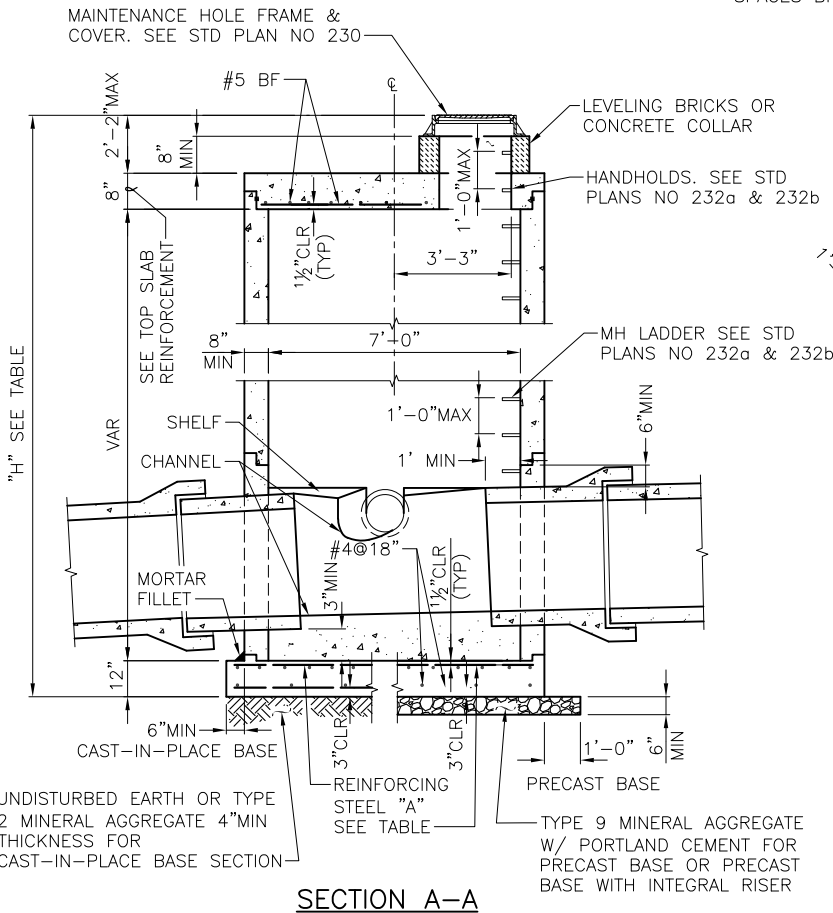 MAINTENANCE HOLE FRAME &
COVER. SEE STD PLAN NO 230
#5 BF
℄
LEVELING BRICKS OR
CONCRETE COLLAR
2'-2"MAX
8"
MIN
8"
HANDHOLDS. SEE STD
PLANS NO 232a & 232b
1'-0"MAX
1½"CLR
(TYP)
3'-3"
SEE TOP SLAB
REINFORCEMENT
8"
MIN
7'-0"
MH LADDER SEE STD
PLANS NO 232a & 232b
"H" SEE TABLE
VAR
SHELF
1'-0"MAX
6"MIN
CHANNEL
1' MIN
#4@18"
3"MIN
1½"CLR
(TYP)
MORTAR
FILLET
12"
6"MIN
3"CLR
3"CLR
1'-0"
6"
MIN
CAST-IN-PLACE BASE
PRECAST BASE
REINFORCING
STEEL "A"
SEE TABLE
UNDISTURBED EARTH OR TYPE
2 MINERAL AGGREGATE 4"MIN
THICKNESS FOR
CAST-IN-PLACE BASE SECTION
TYPE 9 MINERAL AGGREGATE
W/ PORTLAND CEMENT FOR
PRECAST BASE OR PRECAST
BASE WITH INTEGRAL RISER
SECTION A-A